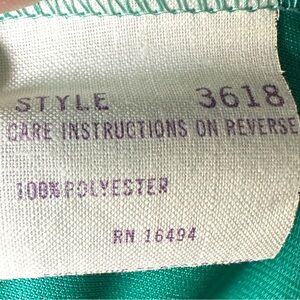 STYLE 3618
CARE INSTRUCTIONS ON REVERSE
100% POLYESTER
RN 16494